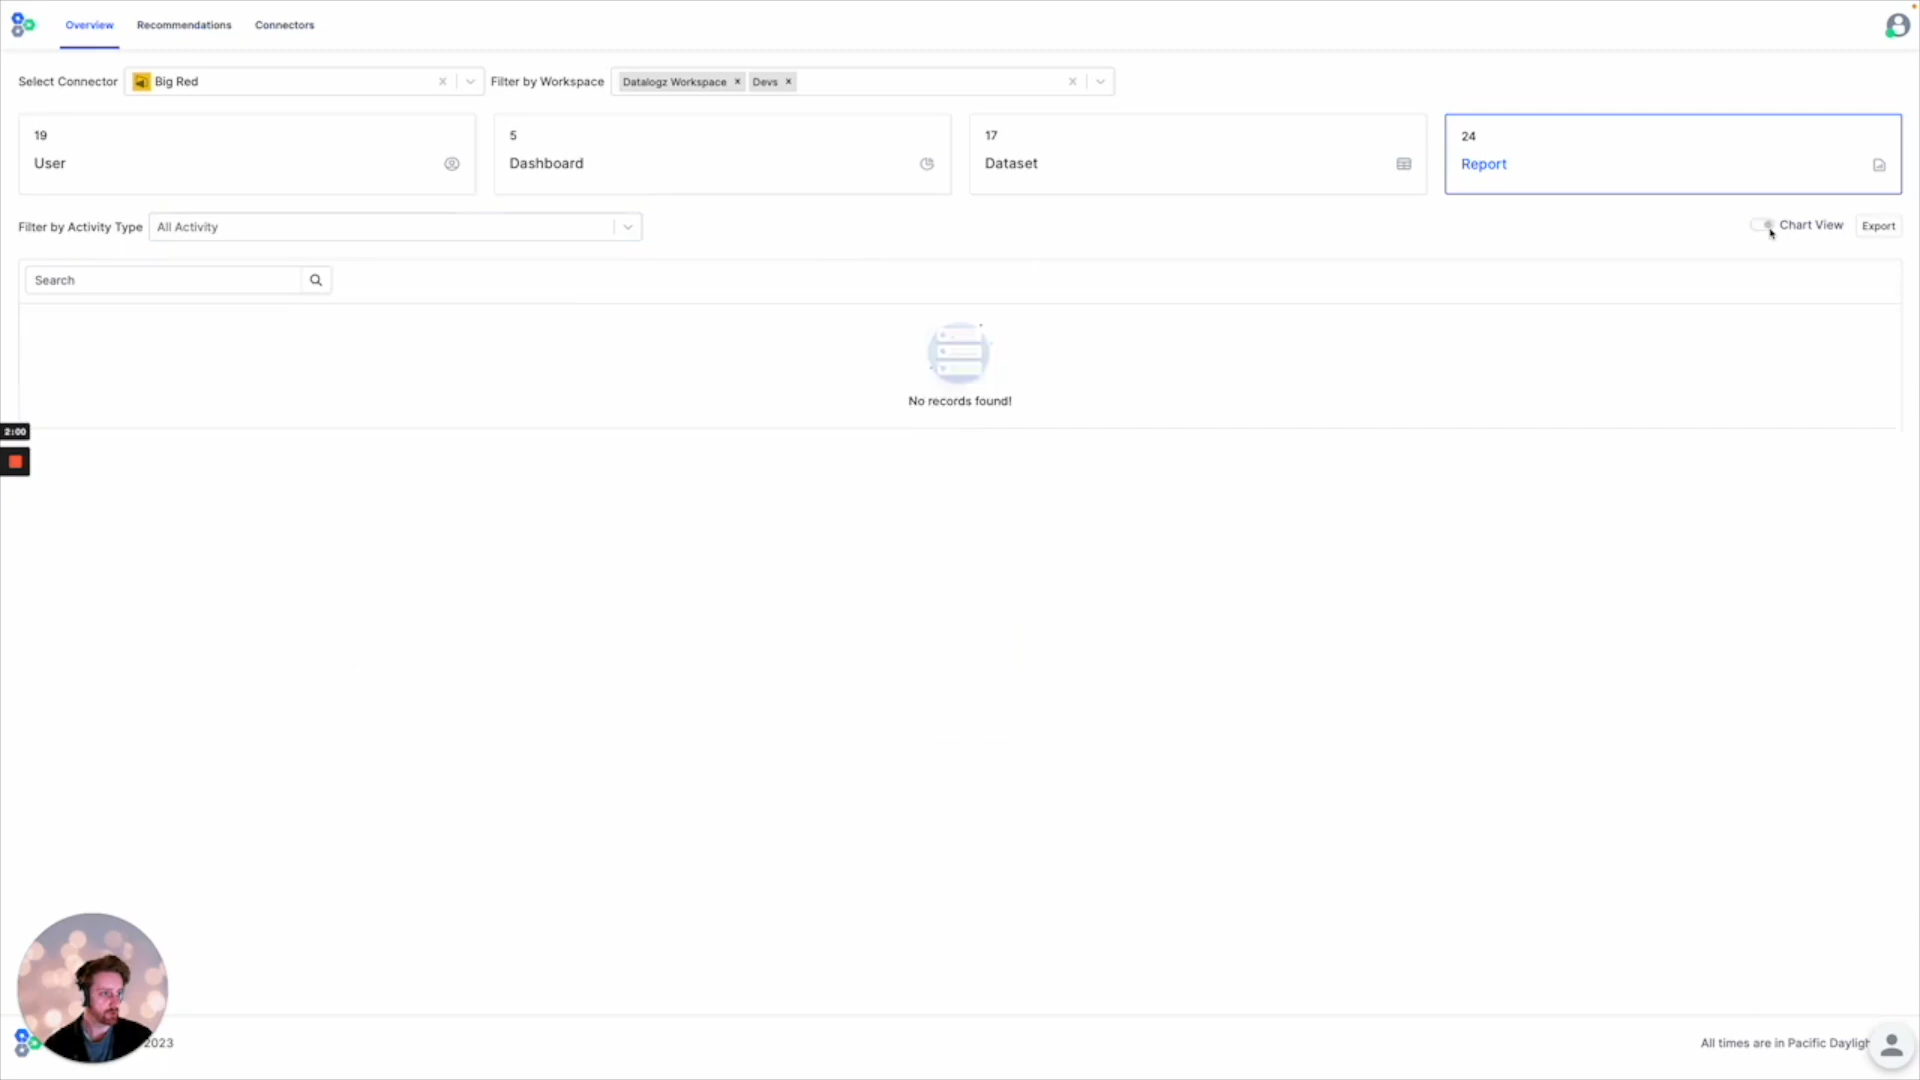 Overview Recommendations Connectors
Select Connector Big Red Filter by Workspace Datalogz Workspace × Devs ×
19 5 17 24
User Dashboard Dataset Report
Filter by Activity Type All Activity Chart View Export
Search
No records found!
2:00
2023 All times are in Pacific Dayligh